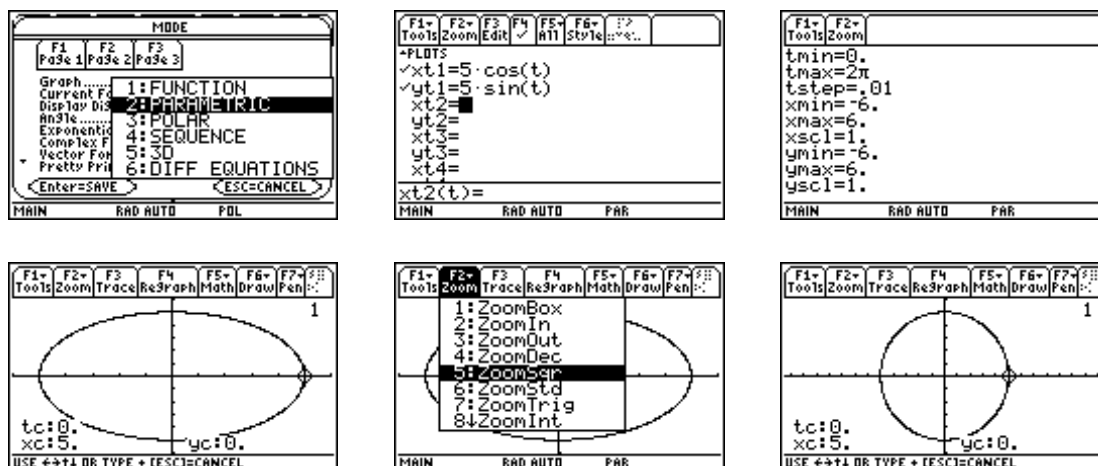 MODE
F1 F2 F3
Page 1 Page 2 Page 3
Graph
Current
Display
Angle
Exponentia
Complex F
Vector For
Pretty Pri
1:FUNCTION
2:PARAMETRIC
3:POLAR
4:SEQUENCE
5:3D
6:DIFF EQUATIONS
Enter=SAVE ESC=CANCEL
MAIN RAD AUTO POL
F1 F2 F3 F4 F5 F6
Tools Zoom Edit ✓ All Style
PLOTS
✓xt1=5·cos(t)
✓yt1=5·sin(t)
xt2=
yt2=
xt3=
yt3=
xt4=
xt2(t)=
MAIN RAD AUTO PAR
F1 F2
Tools Zoom
tmin=0.
tmax=2π
tstep=.01
xmin=-6.
xmax=6.
xscl=1.
ymin=-6.
ymax=6.
yscl=1.
MAIN RAD AUTO PAR
F1 F2 F3 F4 F5 F6 F7
Tools Zoom Trace ReGraph Math Draw Pen
1
tc:0.
xc:5. yc:0.
USE ←→↑↓ OR TYPE + [ESC]=CANCEL
F1 F2 F3 F4 F5 F6 F7
Tools Zoom Trace ReGraph Math Draw Pen
1:ZoomBox
2:ZoomIn
3:ZoomOut
4:ZoomDec
5:ZoomSqr
6:ZoomStd
7:ZoomTrig
8↓ZoomInt
MAIN RAD AUTO PAR
F1 F2 F3 F4 F5 F6 F7
Tools Zoom Trace ReGraph Math Draw Pen
1
tc:0.
xc:5. yc:0.
USE ←→↑↓ OR TYPE + [ESC]=CANCEL